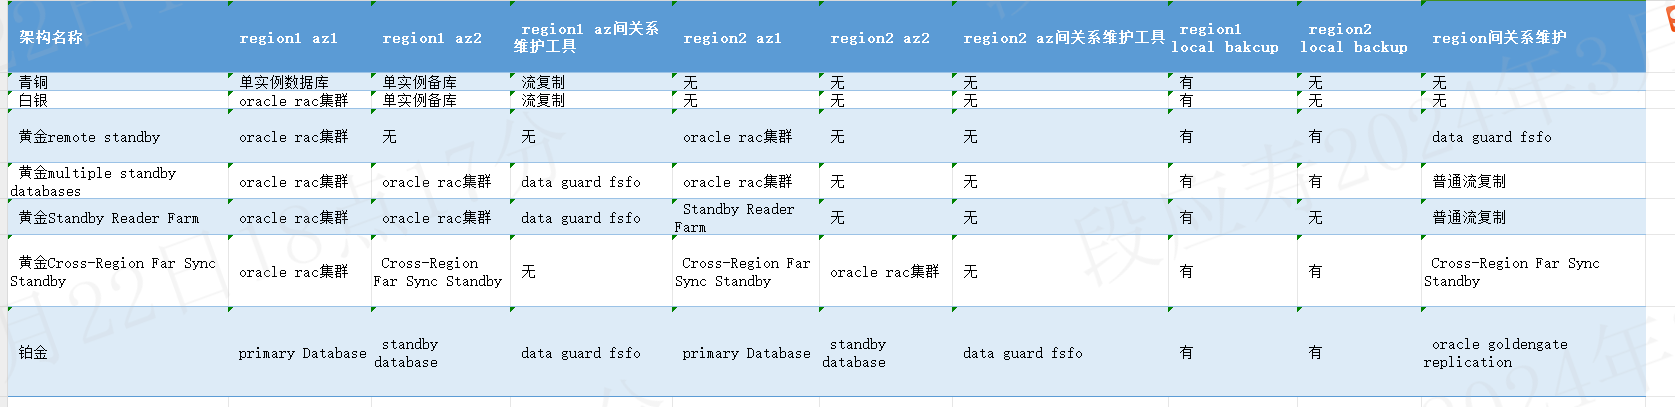 架构名称 region1 az1 region1 az2 region1 az间关系维护工具 region2 az1 region2 az2 region2 az间关系维护工具 region1 local bakcup region2 local backup region间关系维护
青铜 单实例数据库 单实例备库 流复制 无 无 无 有 无 无
白银 oracle rac集群 单实例备库 流复制 无 无 无 有 无 无
黄金remote standby oracle rac集群 无 无 oracle rac集群 无 无 有 有 data guard fsfo
黄金multiple standby databases oracle rac集群 oracle rac集群 data guard fsfo oracle rac集群 无 无 有 有 普通流复制
黄金Standby Reader Farm oracle rac集群 oracle rac集群 data guard fsfo Standby Reader Farm 无 无 有 无 普通流复制
黄金Cross-Region Far Sync Standby oracle rac集群 Cross-Region Far Sync Standby 无 Cross-Region Far Sync Standby oracle rac集群 无 有 有 Cross-Region Far Sync Standby
铂金 primary Database standby database data guard fsfo primary Database standby database data guard fsfo 有 有 oracle goldengate replication